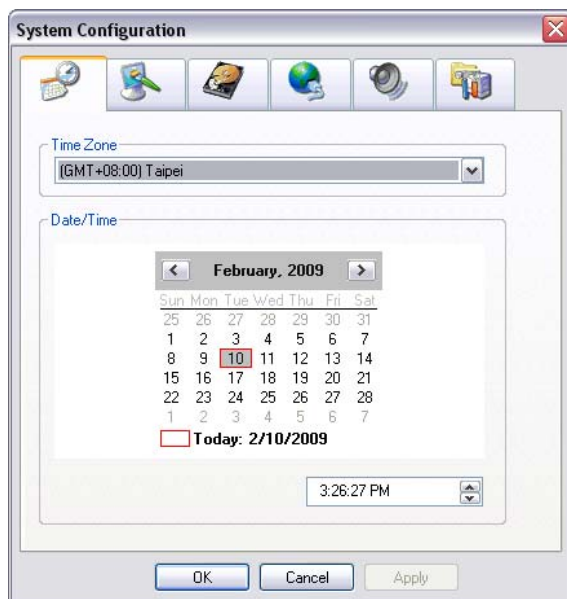 System Configuration
Time Zone
(GMT+08:00) Taipei
Date/Time
February, 2009
Sun Mon Tue Wed Thu Fri Sat
25 26 27 28 29 30 31
1 2 3 4 5 6 7
8 9 10 11 12 13 14
15 16 17 18 19 20 21
22 23 24 25 26 27 28
1 2 3 4 5 6 7
Today: 2/10/2009
3:26:27 PM
OK Cancel Apply